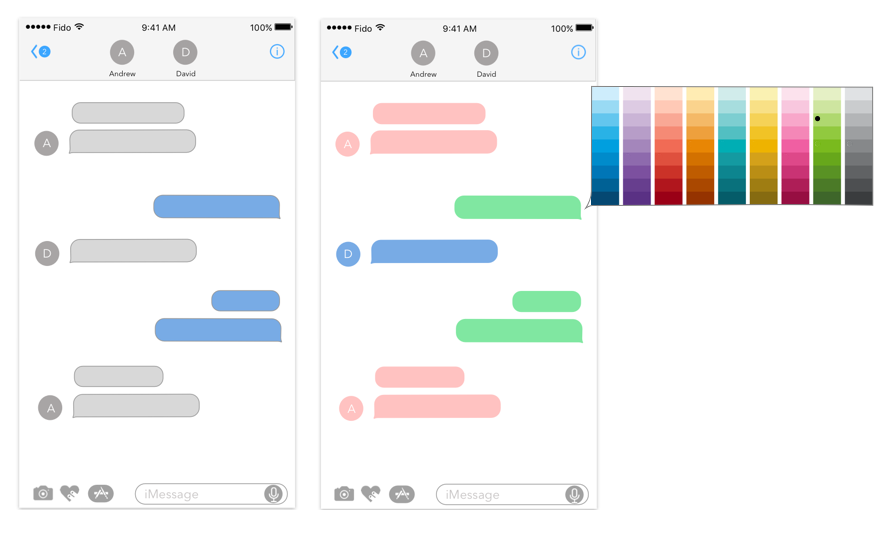 Fido 9:41 AM 100%
2 A D i
Andrew David
A
D
A
iMessage
Fido 9:41 AM 100%
2 A D i
Andrew David
A
D
A
iMessage